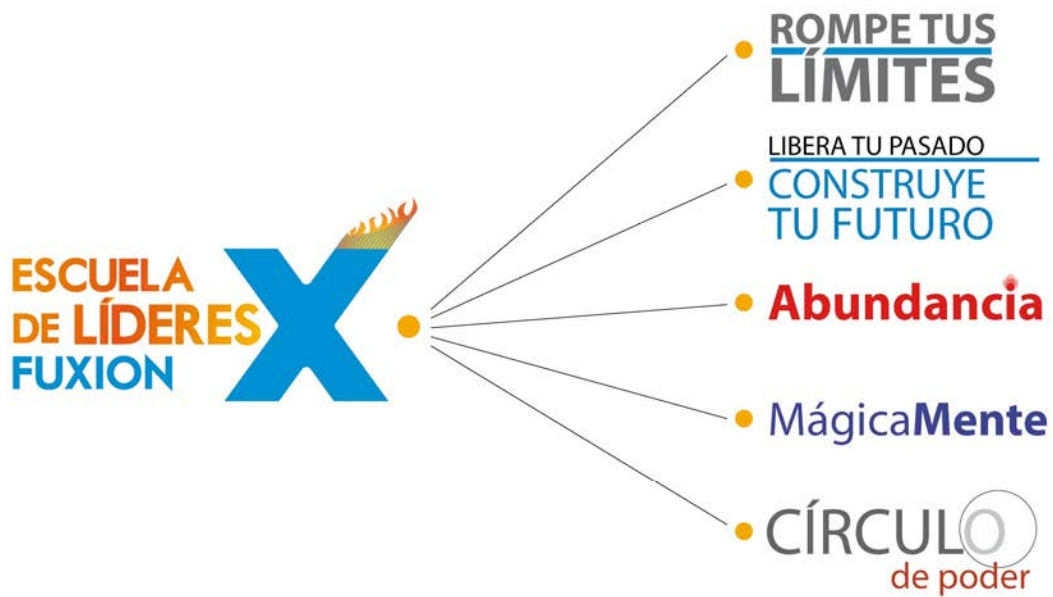 ESCUELA
DE LÍDERES
FUXION
X
ROMPE TUS
LÍMITES
LIBERA TU PASADO
CONSTRUYE
TU FUTURO
Abundancia
MágicaMente
CÍRCULO
de poder